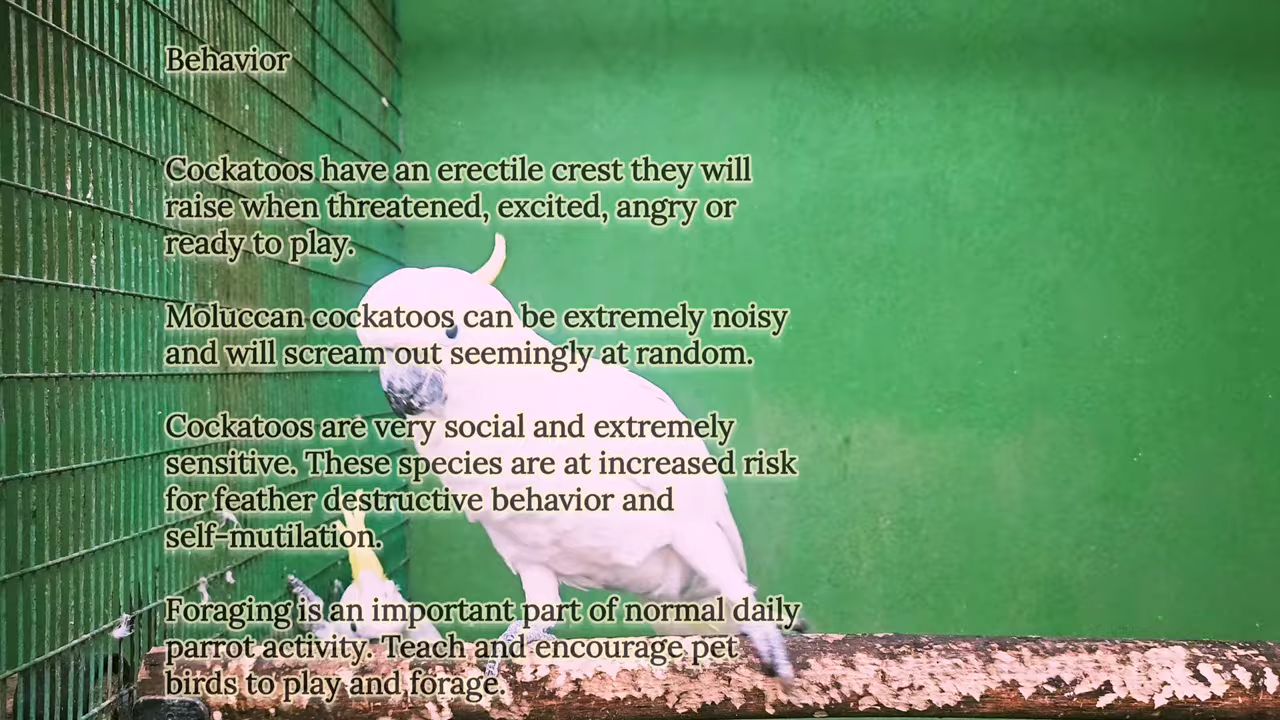 Behavior
Cockatoos have an erectile crest they will
raise when threatened, excited, angry or
ready to play.
Moluccan cockatoos can be extremely noisy
and will scream out seemingly at random.
Cockatoos are very social and extremely
sensitive. These species are at increased risk
for feather destructive behavior and
self-mutilation.
Foraging is an important part of normal daily
parrot activity. Teach and encourage pet
birds to play and forage.